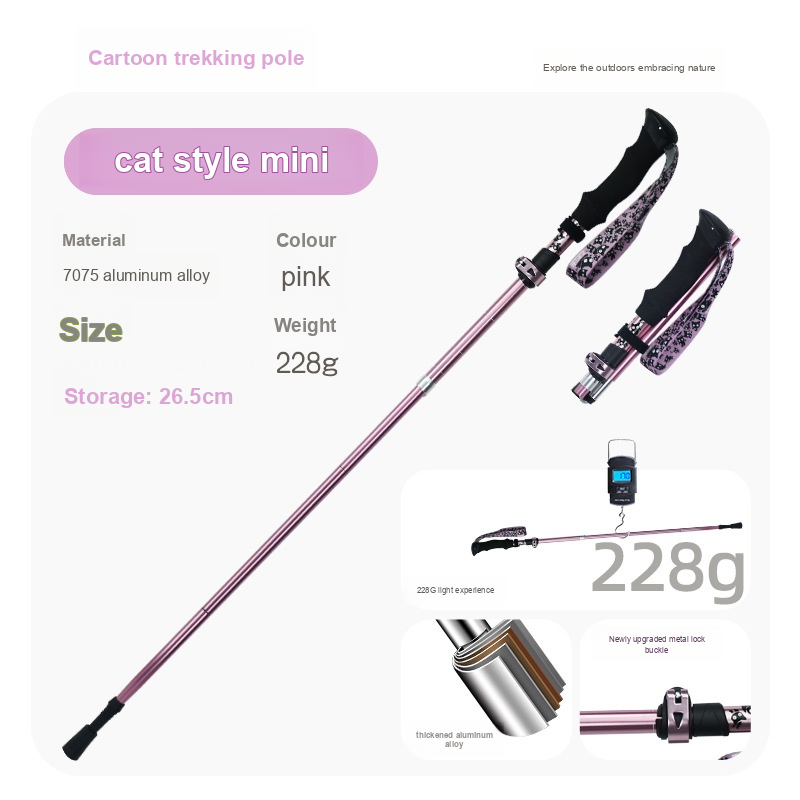 Cartoon trekking pole
Explore the outdoors embracing nature
cat style mini
Material
Colour
7075 aluminum alloy
pink
Size
Weight
228g
Storage: 26.5cm
228g
228G light experience
Newly upgraded metal lock
buckle
thickened aluminum
alloy